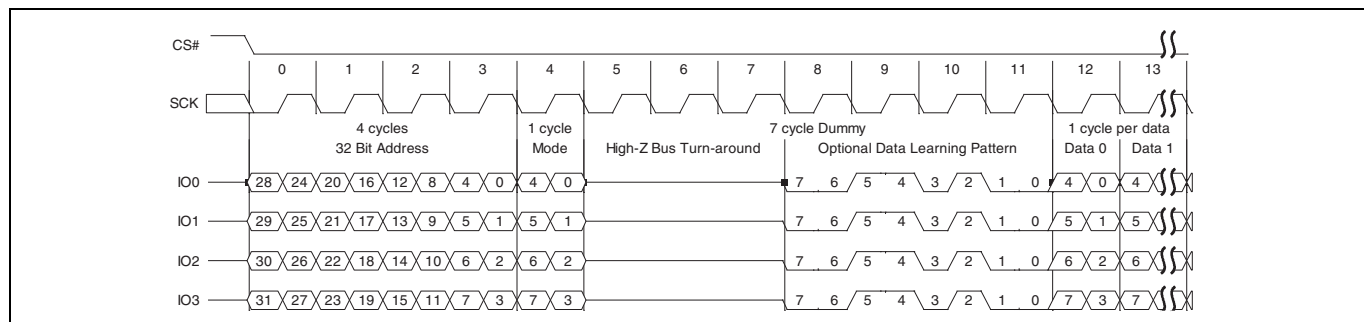 CS#
0 1 2 3 4 5 6 7 8 9 10 11 12 13
SCK
4 cycles 1 cycle 7 cycle Dummy 1 cycle per data
32 Bit Address Mode High-Z Bus Turn-around Optional Data Learning Pattern Data 0 Data 1
IO0 28 24 20 16 12 8 4 0 4 0 7 6 5 4 3 2 1 0 4 0 4
IO1 29 25 21 17 13 9 5 1 5 1 7 6 5 4 3 2 1 0 5 1 5
IO2 30 26 22 18 14 10 6 2 6 2 7 6 5 4 3 2 1 0 6 2 6
IO3 31 27 23 19 15 11 7 3 7 3 7 6 5 4 3 2 1 0 7 3 7